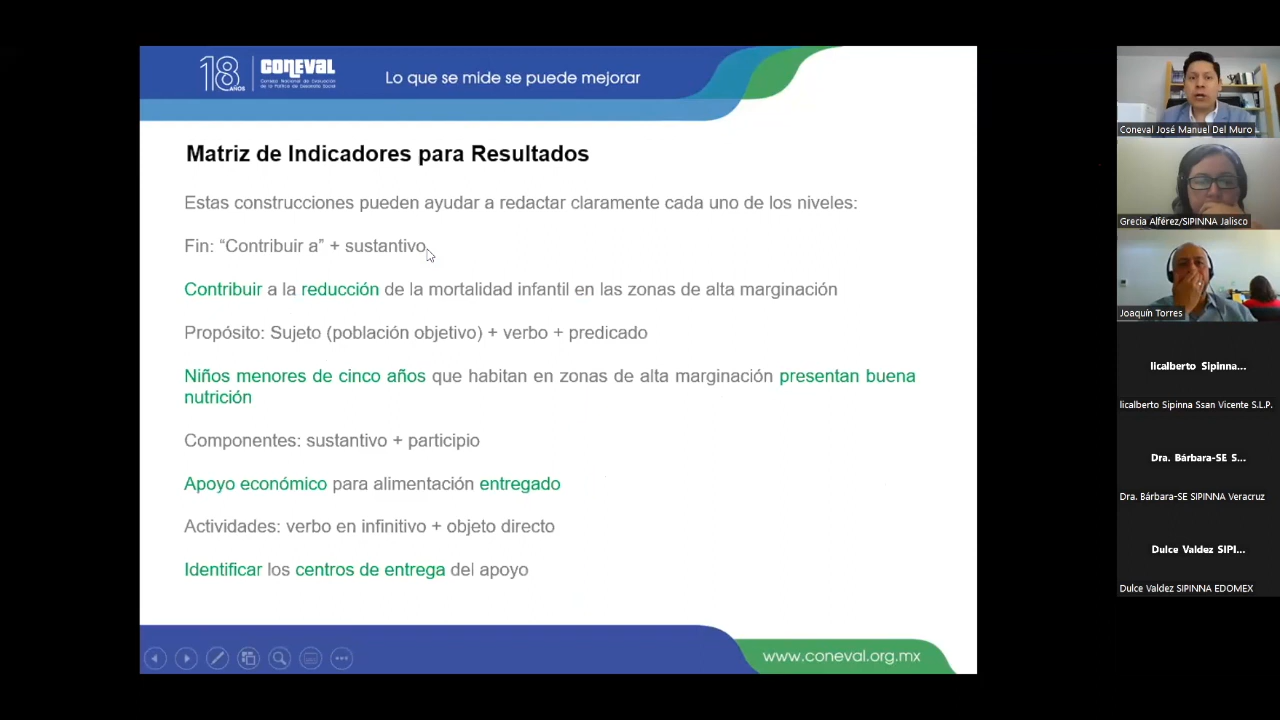 18 AÑOS
CONEVAL
Consejo Nacional de Evaluación
de la Política de Desarrollo Social
Lo que se mide se puede mejorar
Matriz de Indicadores para Resultados
Estas construcciones pueden ayudar a redactar claramente cada uno de los niveles:
Fin: “Contribuir a” + sustantivo
Contribuir a la reducción de la mortalidad infantil en las zonas de alta marginación
Propósito: Sujeto (población objetivo) + verbo + predicado
Niños menores de cinco años que habitan en zonas de alta marginación presentan buena
nutrición
Componentes: sustantivo + participio
Apoyo económico para alimentación entregado
Actividades: verbo en infinitivo + objeto directo
Identificar los centros de entrega del apoyo
www.coneval.org.mx
Coneval José Manuel Del Muro
Grecia Alférez/SIPINNA Jalisco
Joaquín Torres
licalberto Sipinna...
licalberto Sipinna Ssan Vicente S.L.P.
Dra. Bárbara-SE S...
Dra. Bárbara-SE SIPINNA Veracruz
Dulce Valdez SIPI...
Dulce Valdez SIPINNA EDOMEX